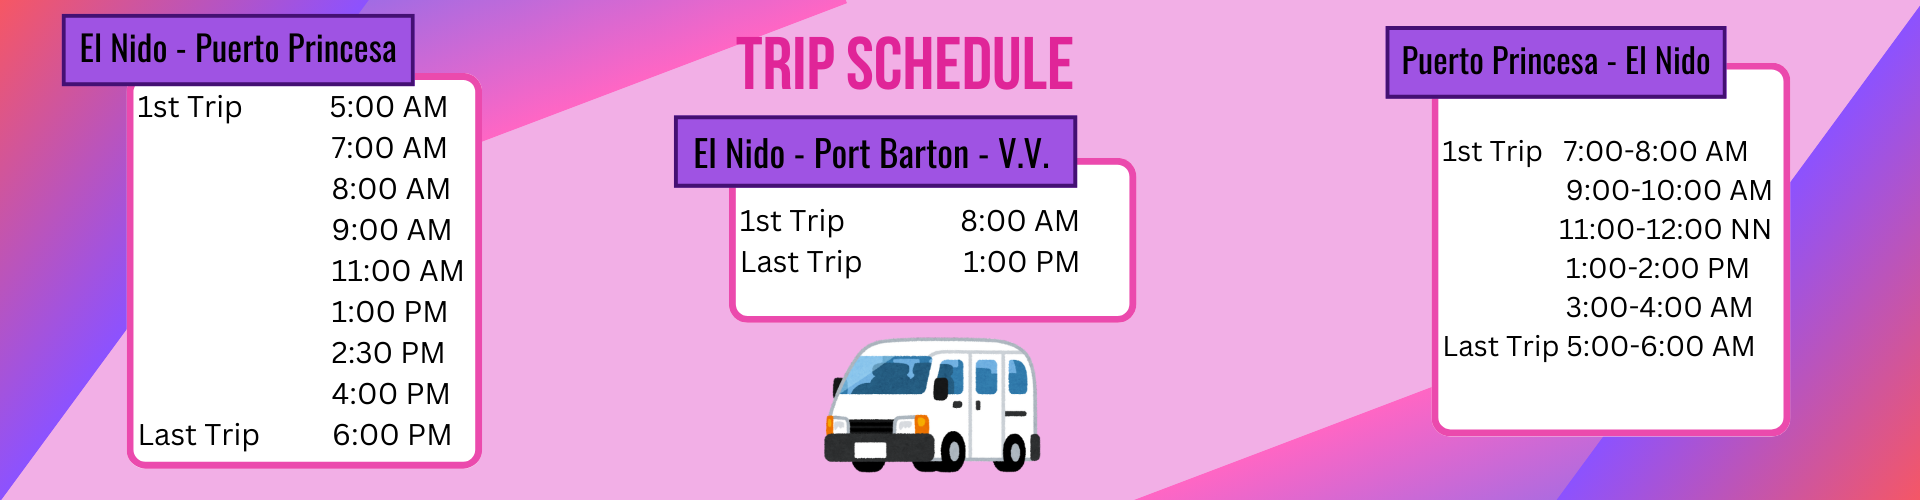 El Nido - Puerto Princesa
1st Trip 5:00 AM
7:00 AM
8:00 AM
9:00 AM
11:00 AM
1:00 PM
2:30 PM
4:00 PM
Last Trip 6:00 PM
TRIP SCHEDULE
El Nido - Port Barton - V.V.
1st Trip 8:00 AM
Last Trip 1:00 PM
Puerto Princesa - El Nido
1st Trip 7:00-8:00 AM
9:00-10:00 AM
11:00-12:00 NN
1:00-2:00 PM
3:00-4:00 AM
Last Trip 5:00-6:00 AM